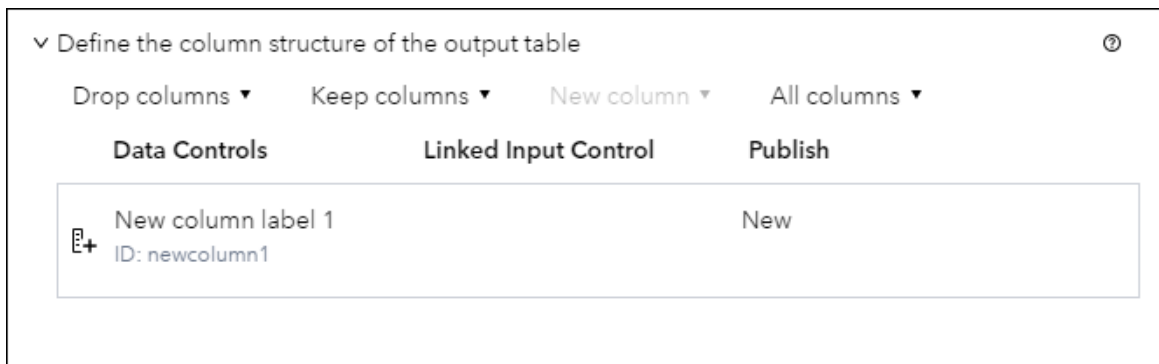 Define the column structure of the output table
Drop columns Keep columns New column All columns
Data Controls Linked Input Control Publish
New column label 1 New
ID: newcolumn1